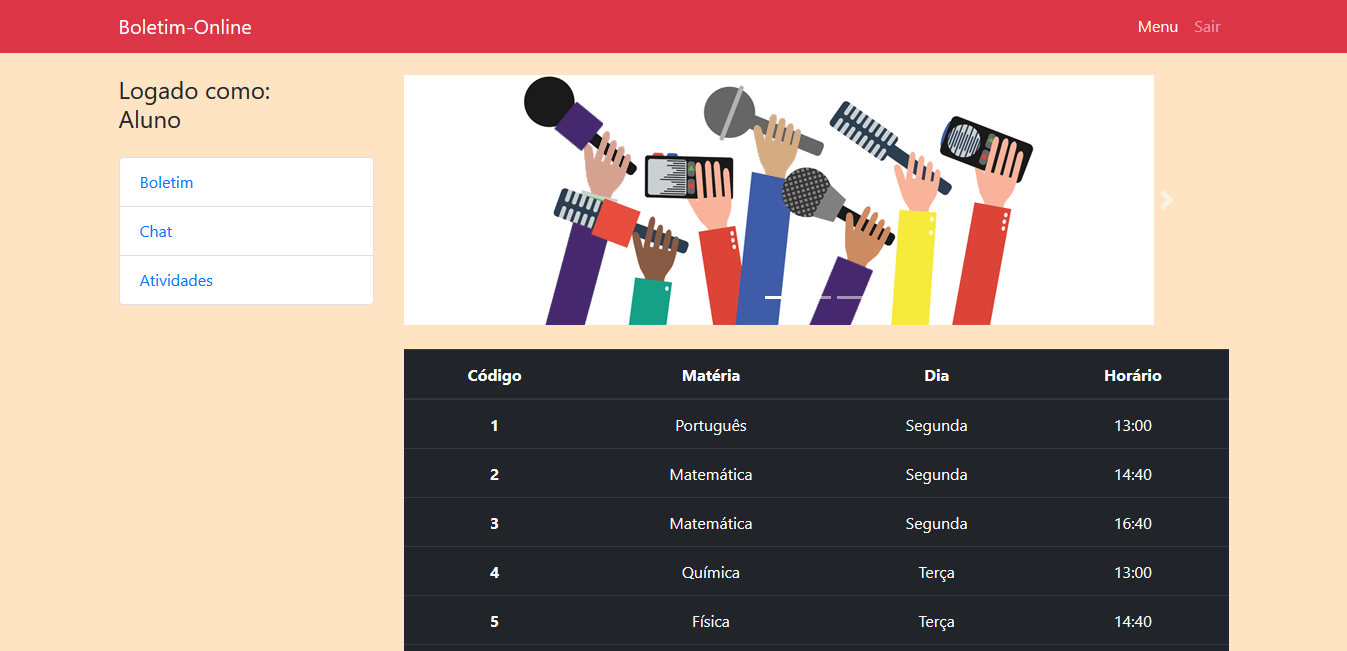 Boletim-Online
Menu Sair
Logado como:
Aluno
Boletim
Chat
Atividades
Código Matéria Dia Horário
1 Português Segunda 13:00
2 Matemática Segunda 14:40
3 Matemática Segunda 16:40
4 Química Terça 13:00
5 Física Terça 14:40